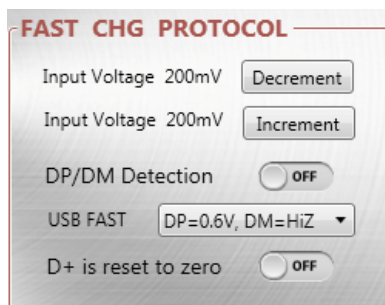 FAST CHG PROTOCOL
Input Voltage 200mV Decrement
Input Voltage 200mV Increment
DP/DM Detection OFF
USB FAST DP=0.6V, DM=HiZ
D+ is reset to zero OFF